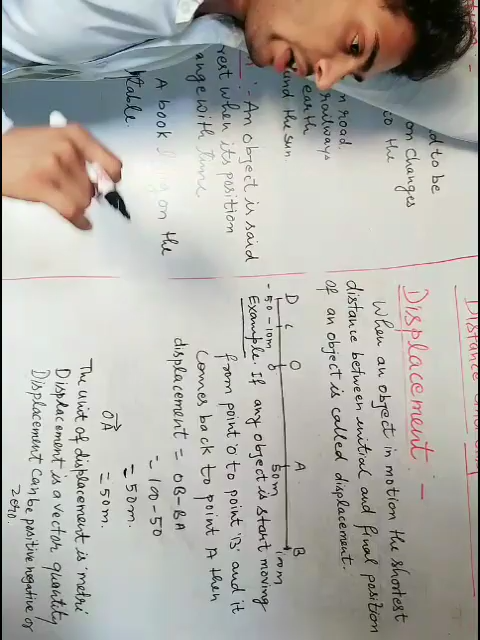 d to be
on changes
to the
n road.
railways
earth
und the sun.
:- An object is said
rest when its position
ange with time
A book lying on the
table.
Distance
Displacement :-
When an object in motion the shortest
distance between initial and final position
of an object is called displacement.
D C O A B
-50 -10m 0 50m 100m
Example. If any object is start moving
from point 'o' to point 'B' and it
comes back to point A then
displacement = OB-BA
= 100-50
= 50m.
OA = 50m.
The unit of displacement is metre
Displacement is a vector quantity
Displacement can be positive negative or
zero.